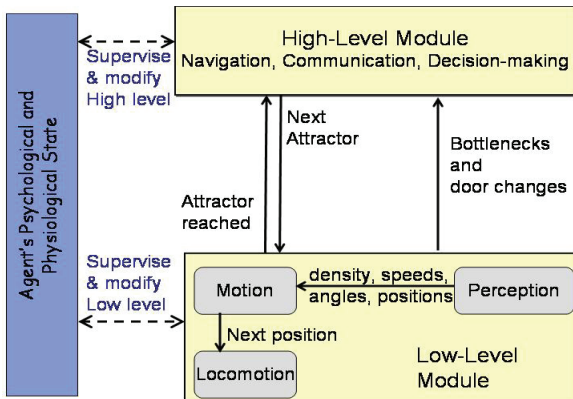 Agent's Psychological and
Physiological State
Supervise
& modify
High level
High-Level Module
Navigation, Communication, Decision-making
Next
Attractor
Attractor
reached
Bottlenecks
and
door changes
Supervise
& modify
Low level
Motion
density, speeds,
angles, positions
Perception
Next position
Locomotion
Low-Level
Module